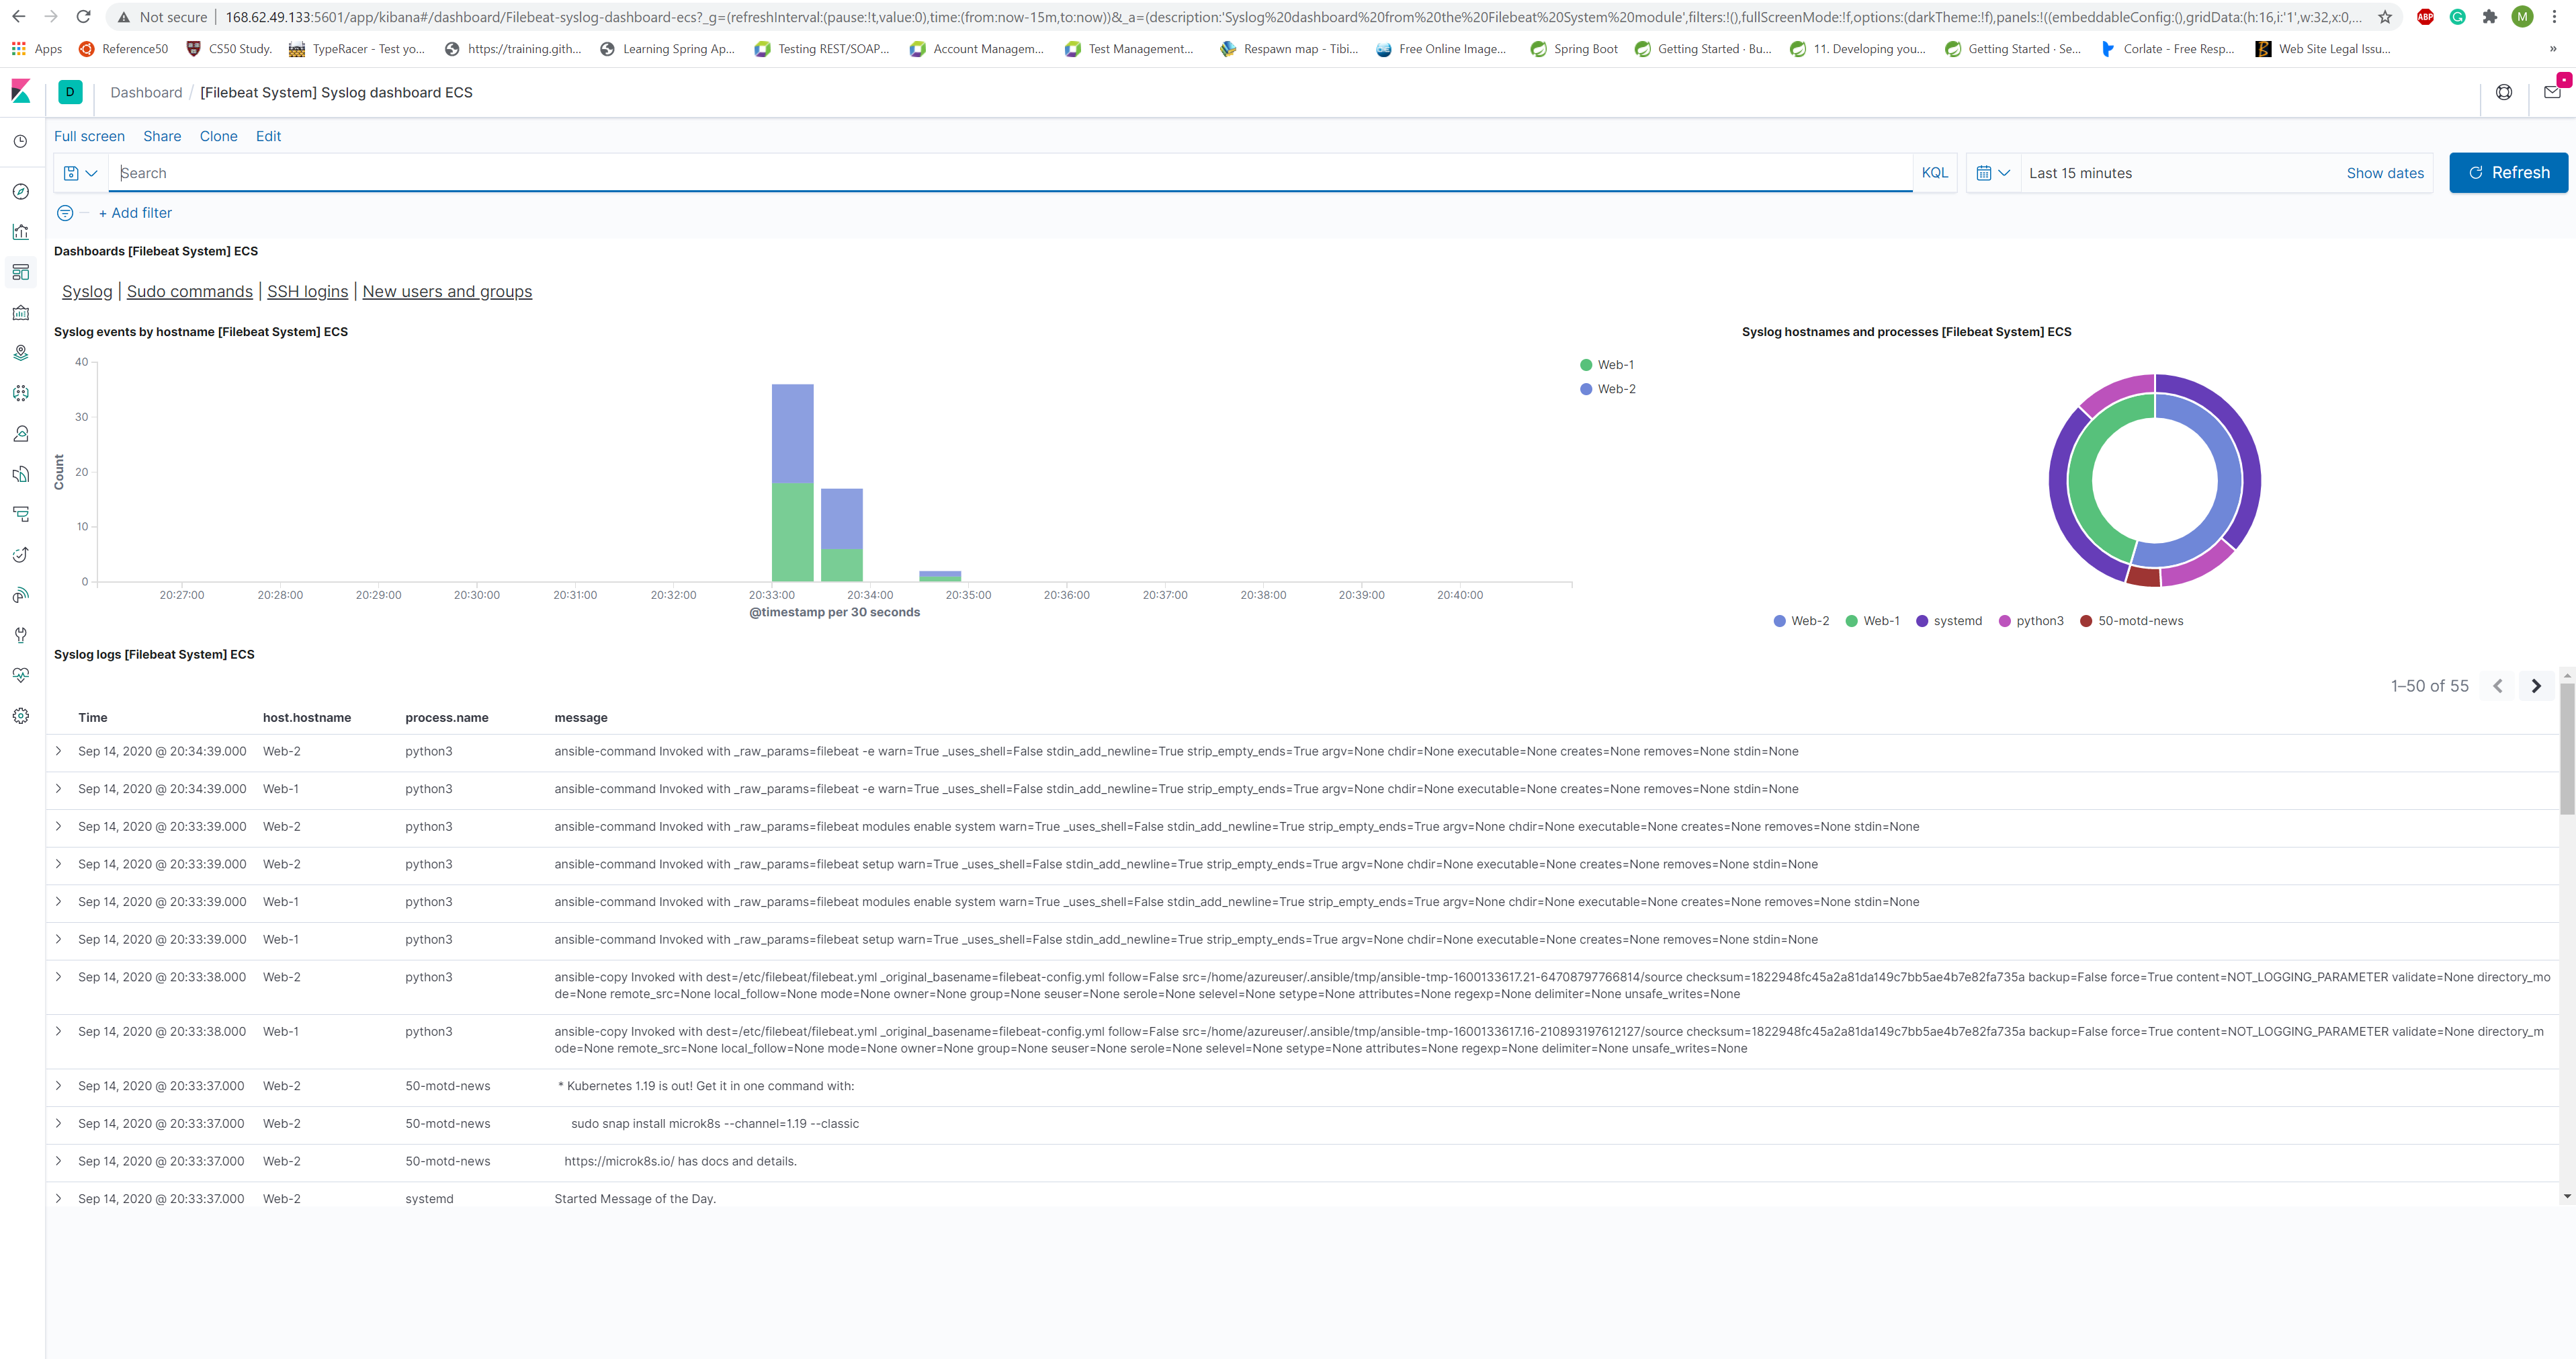 Not secure 168.62.49.133:5601/app/kibana#/dashboard/Filebeat-syslog-dashboard-ecs?_g=(refreshInterval:(pause:!t,value:0),time:(from:now-15m,to:now))&_a=(description:'Syslog%20dashboard%20from%20the%20Filebeat%20System%20module',filters:!(),fullScreenMode:!f,options:(darkTheme:!f),panels:!((embeddableConfig:(),gridData:(h:16,i:'1',w:32,x:0,... ABP G M
Apps Reference50 CS50 Study. TypeRacer - Test yo... https://training.gith... Learning Spring Ap... Testing REST/SOAP... Account Managem... Test Management... Respawn map - Tibi... Free Online Image... Spring Boot Getting Started · Bu... 11. Developing you... Getting Started · Se... Corlate - Free Resp... Web Site Legal Issu... »
D Dashboard / [Filebeat System] Syslog dashboard ECS
Full screen Share Clone Edit
Search KQL Last 15 minutes Show dates Refresh
+ Add filter
Dashboards [Filebeat System] ECS
Syslog | Sudo commands | SSH logins | New users and groups
Syslog events by hostname [Filebeat System] ECS
40
30
20
10
0
Count
20:27:00 20:28:00 20:29:00 20:30:00 20:31:00 20:32:00 20:33:00 20:34:00 20:35:00 20:36:00 20:37:00 20:38:00 20:39:00 20:40:00
@timestamp per 30 seconds
Web-1
Web-2
Syslog hostnames and processes [Filebeat System] ECS
Web-2 Web-1 systemd python3 50-motd-news
Syslog logs [Filebeat System] ECS
1–50 of 55
Time host.hostname process.name message
Sep 14, 2020 @ 20:34:39.000 Web-2 python3 ansible-command Invoked with _raw_params=filebeat -e warn=True _uses_shell=False stdin_add_newline=True strip_empty_ends=True argv=None chdir=None executable=None creates=None removes=None stdin=None
Sep 14, 2020 @ 20:34:39.000 Web-1 python3 ansible-command Invoked with _raw_params=filebeat -e warn=True _uses_shell=False stdin_add_newline=True strip_empty_ends=True argv=None chdir=None executable=None creates=None removes=None stdin=None
Sep 14, 2020 @ 20:33:39.000 Web-2 python3 ansible-command Invoked with _raw_params=filebeat modules enable system warn=True _uses_shell=False stdin_add_newline=True strip_empty_ends=True argv=None chdir=None executable=None creates=None removes=None stdin=None
Sep 14, 2020 @ 20:33:39.000 Web-2 python3 ansible-command Invoked with _raw_params=filebeat setup warn=True _uses_shell=False stdin_add_newline=True strip_empty_ends=True argv=None chdir=None executable=None creates=None removes=None stdin=None
Sep 14, 2020 @ 20:33:39.000 Web-1 python3 ansible-command Invoked with _raw_params=filebeat modules enable system warn=True _uses_shell=False stdin_add_newline=True strip_empty_ends=True argv=None chdir=None executable=None creates=None removes=None stdin=None
Sep 14, 2020 @ 20:33:39.000 Web-1 python3 ansible-command Invoked with _raw_params=filebeat setup warn=True _uses_shell=False stdin_add_newline=True strip_empty_ends=True argv=None chdir=None executable=None creates=None removes=None stdin=None
Sep 14, 2020 @ 20:33:38.000 Web-2 python3 ansible-copy Invoked with dest=/etc/filebeat/filebeat.yml _original_basename=filebeat-config.yml follow=False src=/home/azureuser/.ansible/tmp/ansible-tmp-1600133617.21-64708797766814/source checksum=1822948fc45a2a81da149c7bb5ae4b7e82fa735a backup=False force=True content=NOT_LOGGING_PARAMETER validate=None directory_mo
de=None remote_src=None local_follow=None mode=None owner=None group=None seuser=None serole=None selevel=None setype=None attributes=None regexp=None delimiter=None unsafe_writes=None
Sep 14, 2020 @ 20:33:38.000 Web-1 python3 ansible-copy Invoked with dest=/etc/filebeat/filebeat.yml _original_basename=filebeat-config.yml follow=False src=/home/azureuser/.ansible/tmp/ansible-tmp-1600133617.16-210893197612127/source checksum=1822948fc45a2a81da149c7bb5ae4b7e82fa735a backup=False force=True content=NOT_LOGGING_PARAMETER validate=None directory_m
ode=None remote_src=None local_follow=None mode=None owner=None group=None seuser=None serole=None selevel=None setype=None attributes=None regexp=None delimiter=None unsafe_writes=None
Sep 14, 2020 @ 20:33:37.000 Web-2 50-motd-news * Kubernetes 1.19 is out! Get it in one command with:
Sep 14, 2020 @ 20:33:37.000 Web-2 50-motd-news sudo snap install microk8s --channel=1.19 --classic
Sep 14, 2020 @ 20:33:37.000 Web-2 50-motd-news https://microk8s.io/ has docs and details.
Sep 14, 2020 @ 20:33:37.000 Web-2 systemd Started Message of the Day.